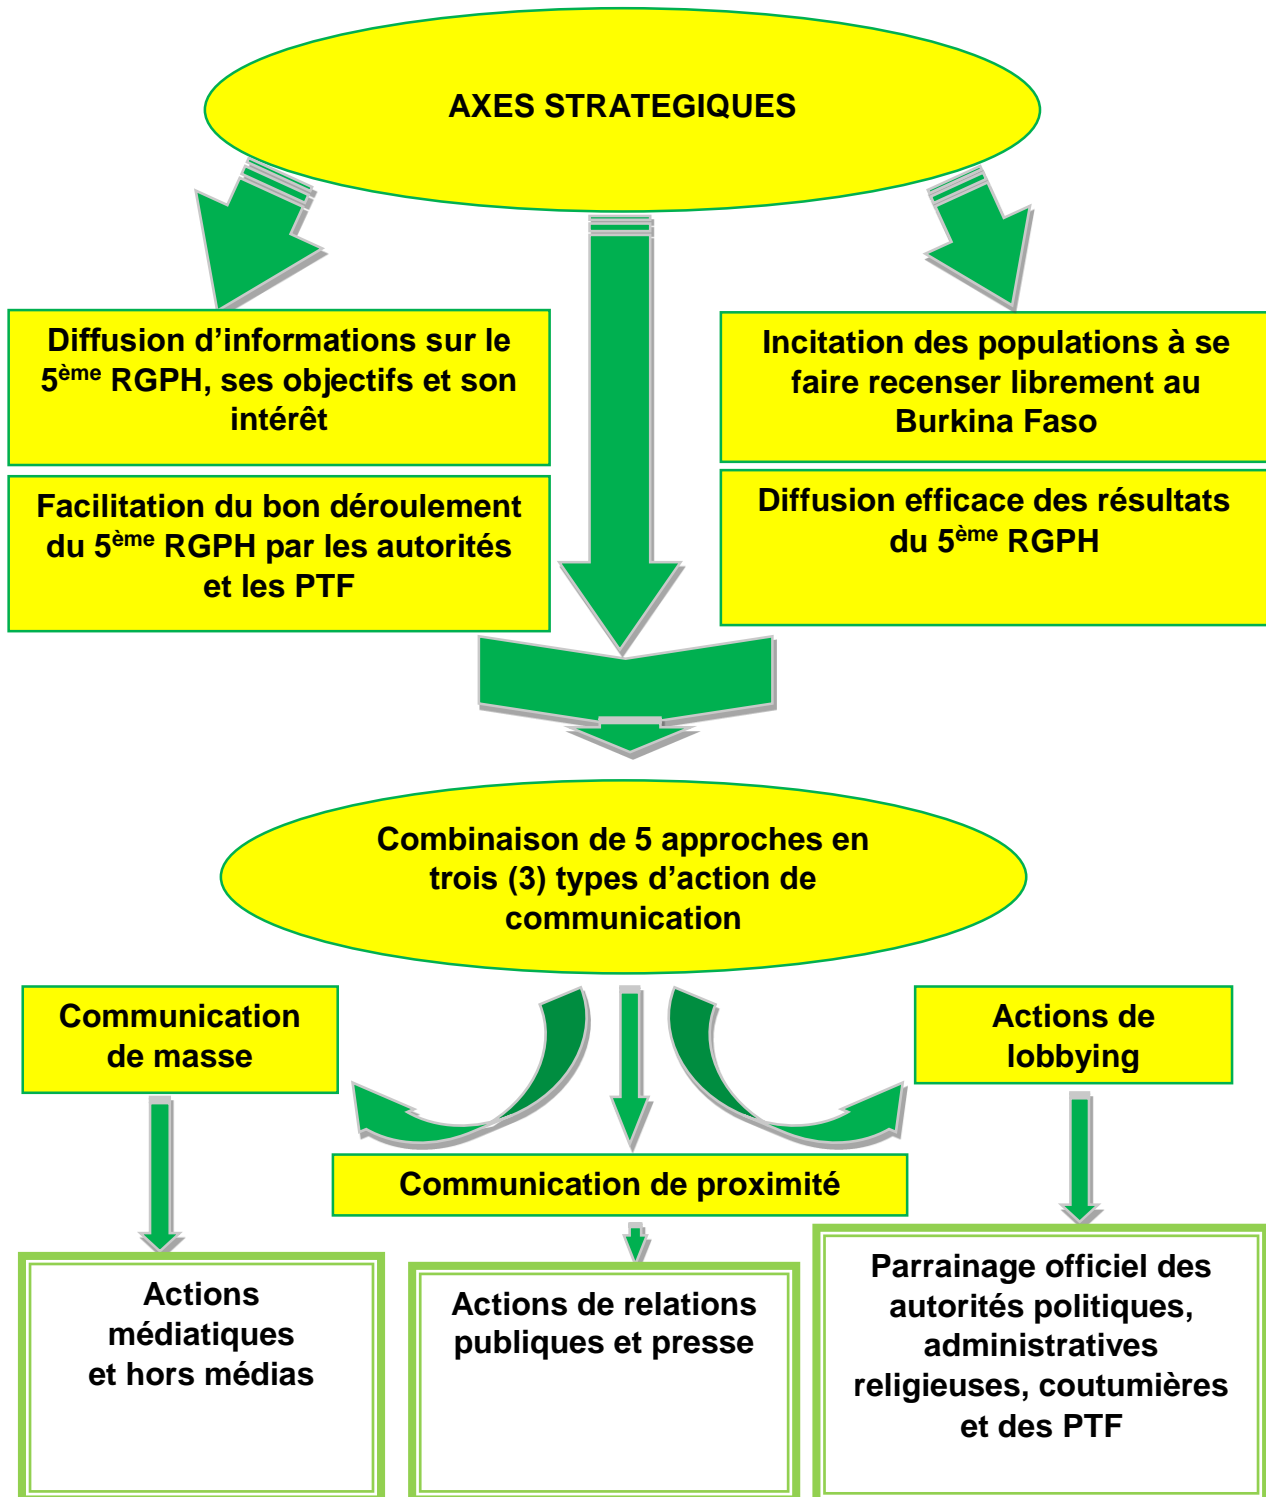 AXES STRATEGIQUES
Diffusion d’informations sur le
5ème RGPH, ses objectifs et son
intérêt
Incitation des populations à se
faire recenser librement au
Burkina Faso
Facilitation du bon déroulement
du 5ème RGPH par les autorités
et les PTF
Diffusion efficace des résultats
du 5ème RGPH
Combinaison de 5 approches en
trois (3) types d’action de
communication
Communication
de masse
Actions de
lobbying
Communication de proximité
Actions
médiatiques
et hors médias
Actions de relations
publiques et presse
Parrainage officiel des
autorités politiques,
administratives
religieuses, coutumières
et des PTF